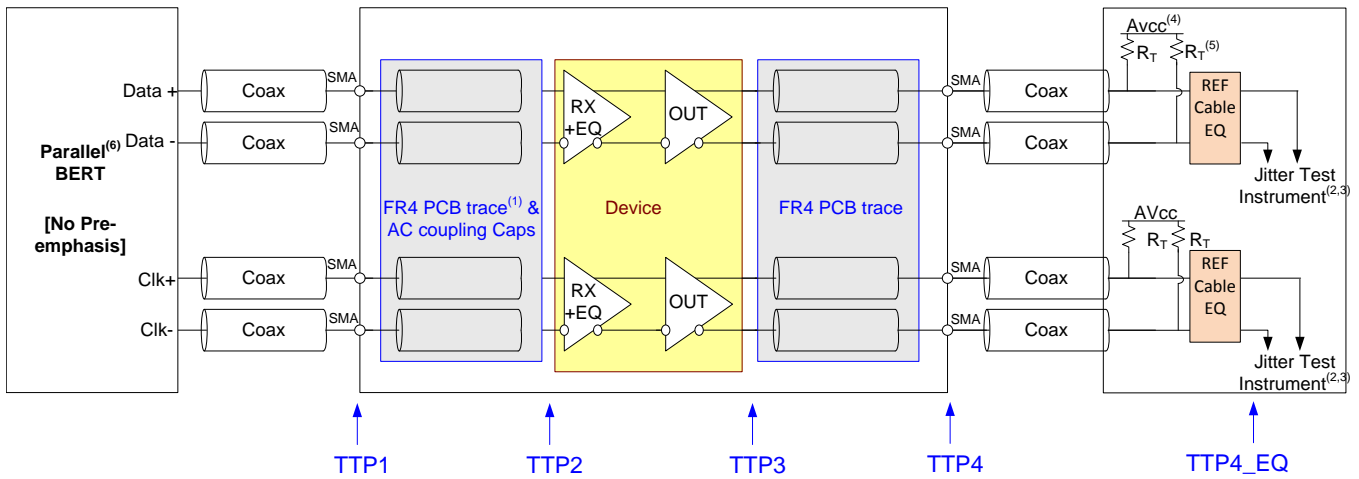 Parallel(6)
BERT
[No Pre-
emphasis]
Data +
Data -
Clk+
Clk-
Coax
Coax
Coax
Coax
SMA
SMA
SMA
SMA
FR4 PCB trace(1) &
AC coupling Caps
RX
+EQ
OUT
Device
RX
+EQ
OUT
FR4 PCB trace
SMA
SMA
SMA
SMA
Coax
Coax
Coax
Coax
Avcc(4)
RT
RT(5)
REF
Cable
EQ
Jitter Test
Instrument(2,3)
AVcc
RT
RT
REF
Cable
EQ
Jitter Test
Instrument(2,3)
TTP1
TTP2
TTP3
TTP4
TTP4_EQ